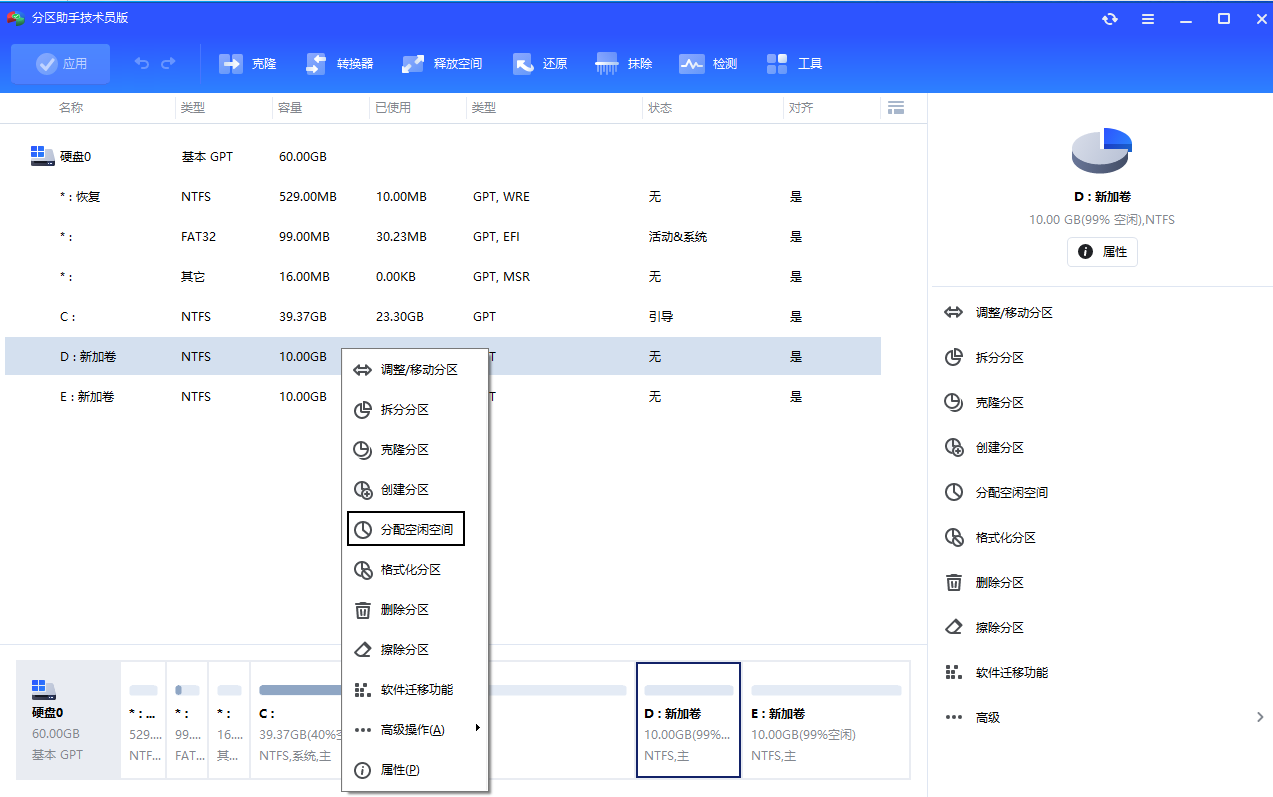 分区助手技术员版
应用 克隆 转换器 释放空间 还原 抹除 检测 工具
名称 类型 容量 已使用 类型 状态 对齐
硬盘0 基本 GPT 60.00GB
* : 恢复 NTFS 529.00MB 10.00MB GPT, WRE 无 是
* : FAT32 99.00MB 30.23MB GPT, EFI 活动&系统 是
* : 其它 16.00MB 0.00KB GPT, MSR 无 是
C : NTFS 39.37GB 23.30GB GPT 引导 是
D : 新加卷 NTFS 10.00GB T 无 是
E : 新加卷 NTFS 10.00GB T 无 是
调整/移动分区
拆分分区
克隆分区
创建分区
分配空闲空间
格式化分区
删除分区
擦除分区
软件迁移功能
高级操作(A)
属性(P)
硬盘0
60.00GB
基本 GPT
* : ...
529....
NTF...
* :
99....
FAT...
* :
16....
其...
C :
39.37GB(40%空
NTFS,系统,主
D : 新加卷
10.00GB(99%...
NTFS,主
E : 新加卷
10.00GB(99%空闲)
NTFS,主
D : 新加卷
10.00 GB(99% 空闲),NTFS
属性
调整/移动分区
拆分分区
克隆分区
创建分区
分配空闲空间
格式化分区
删除分区
擦除分区
软件迁移功能
高级